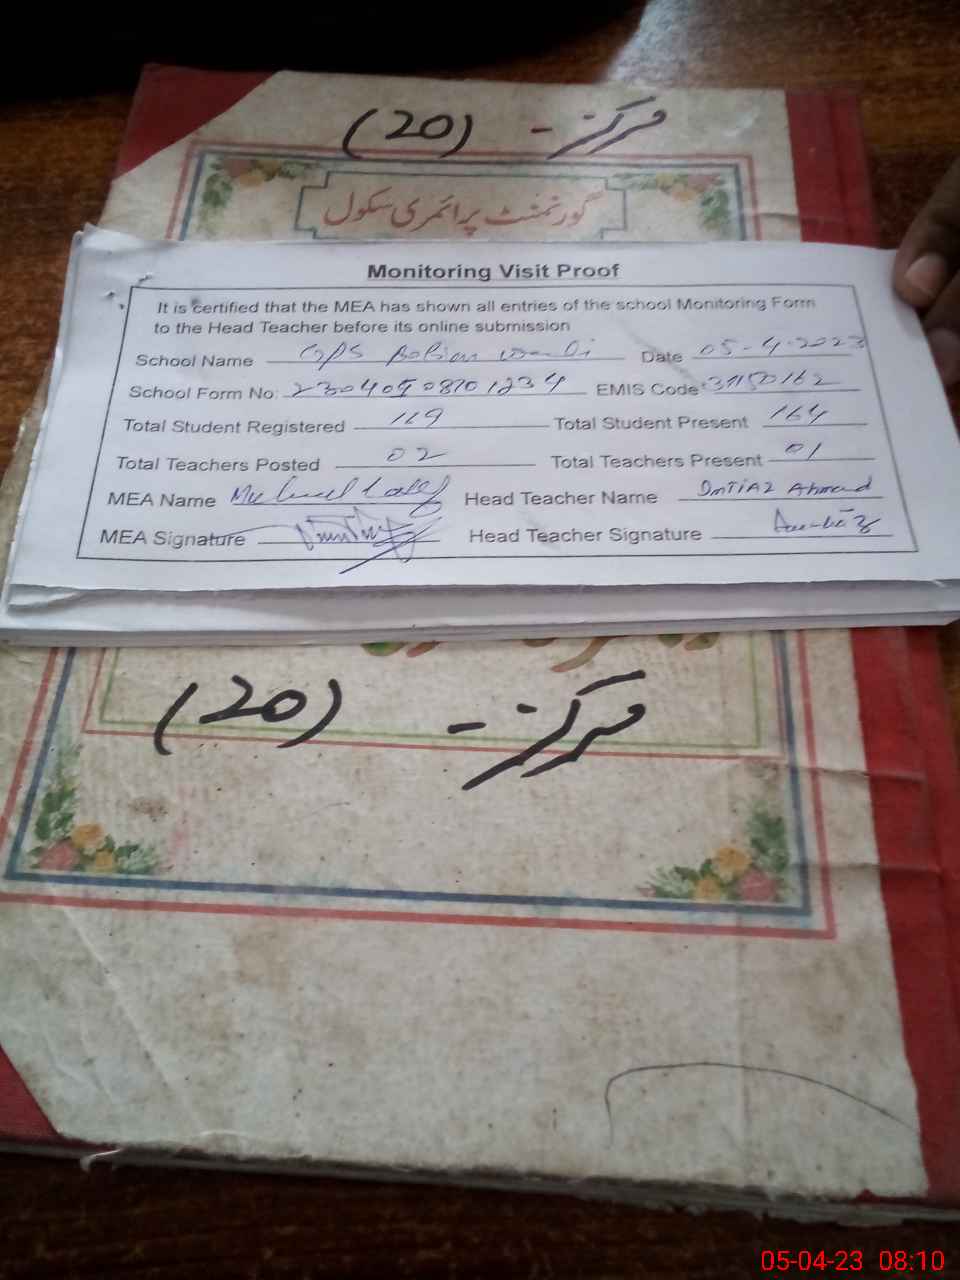 مرکز - (20)
گورنمنٹ پرائمری سکول
Monitoring Visit Proof
It is certified that the MEA has shown all entries of the school Monitoring Form
to the Head Teacher before its online submission
School Name GPS Date 05-4-2023
School Form No: EMIS Code: 37150162
Total Student Registered 169 Total Student Present 164
Total Teachers Posted 02 Total Teachers Present 01
MEA Name Head Teacher Name Imtiaz Ahmad
MEA Signature Head Teacher Signature
مرکز - (20)
05-04-23 08:10